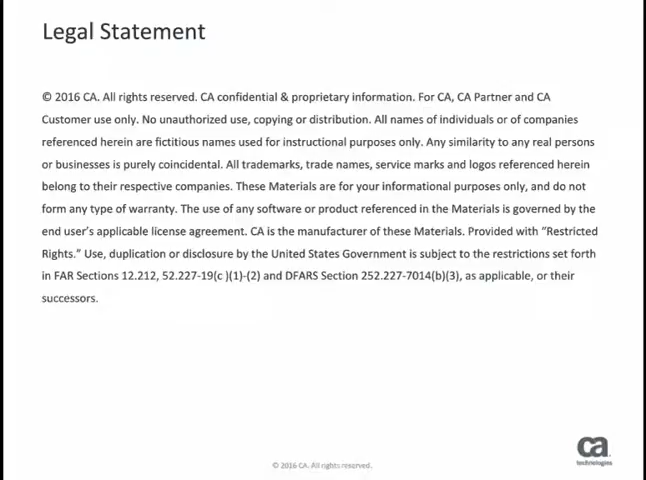 Legal Statement
© 2016 CA. All rights reserved. CA confidential & proprietary information. For CA, CA Partner and CA
Customer use only. No unauthorized use, copying or distribution. All names of individuals or of companies
referenced herein are fictitious names used for instructional purposes only. Any similarity to any real persons
or businesses is purely coincidental. All trademarks, trade names, service marks and logos referenced herein
belong to their respective companies. These Materials are for your informational purposes only, and do not
form any type of warranty. The use of any software or product referenced in the Materials is governed by the
end user’s applicable license agreement. CA is the manufacturer of these Materials. Provided with “Restricted
Rights.” Use, duplication or disclosure by the United States Government is subject to the restrictions set forth
in FAR Sections 12.212, 52.227-19(c )(1)-(2) and DFARS Section 252.227-7014(b)(3), as applicable, or their
successors.
ca
technologies
© 2016 CA. All rights reserved.